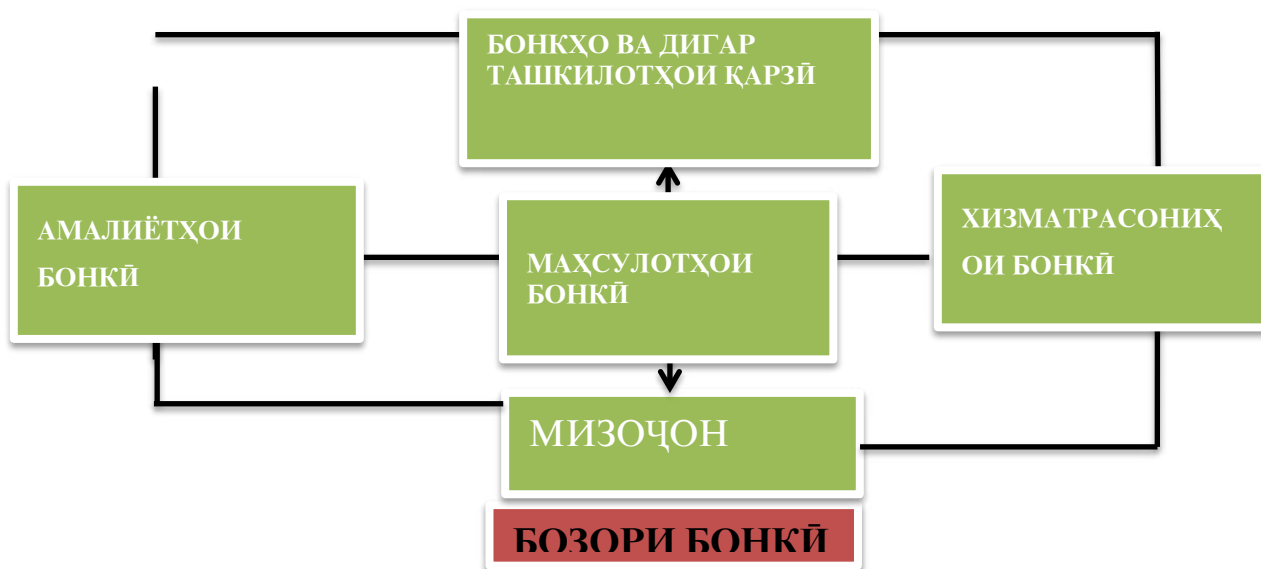 БОНКҲО ВА ДИГАР
ТАШКИЛОТҲОИ ҚАРЗӢ
АМАЛИЁТҲОИ
БОНКӢ
МАҲСУЛОТҲОИ
БОНКӢ
ХИЗМАТРАСОНИҲ
ОИ БОНКӢ
МИЗОҶОН
БОЗОРИ БОНКӢ